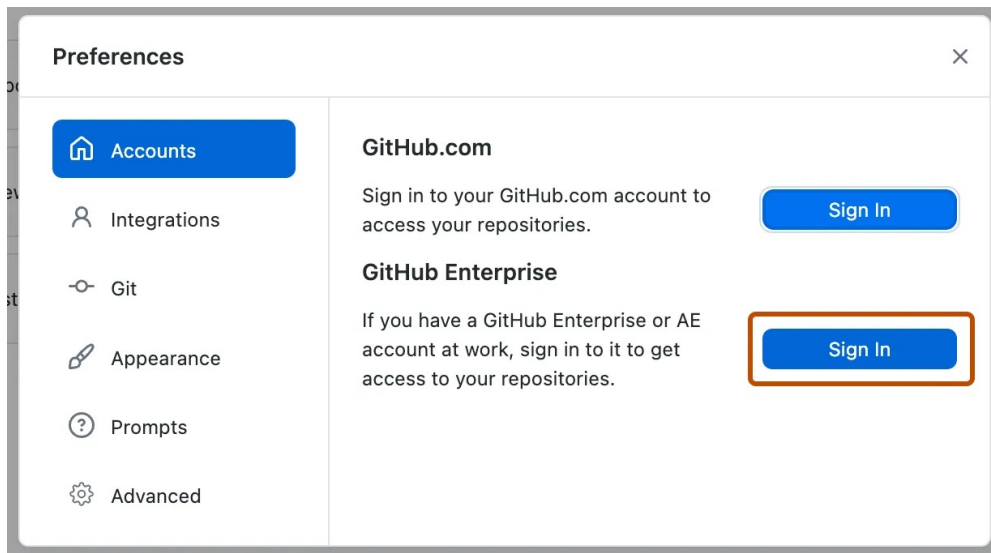 Preferences
Accounts
Integrations
Git
Appearance
Prompts
Advanced
GitHub.com
Sign in to your GitHub.com account to
access your repositories.
Sign In
GitHub Enterprise
If you have a GitHub Enterprise or AE
account at work, sign in to it to get
access to your repositories.
Sign In